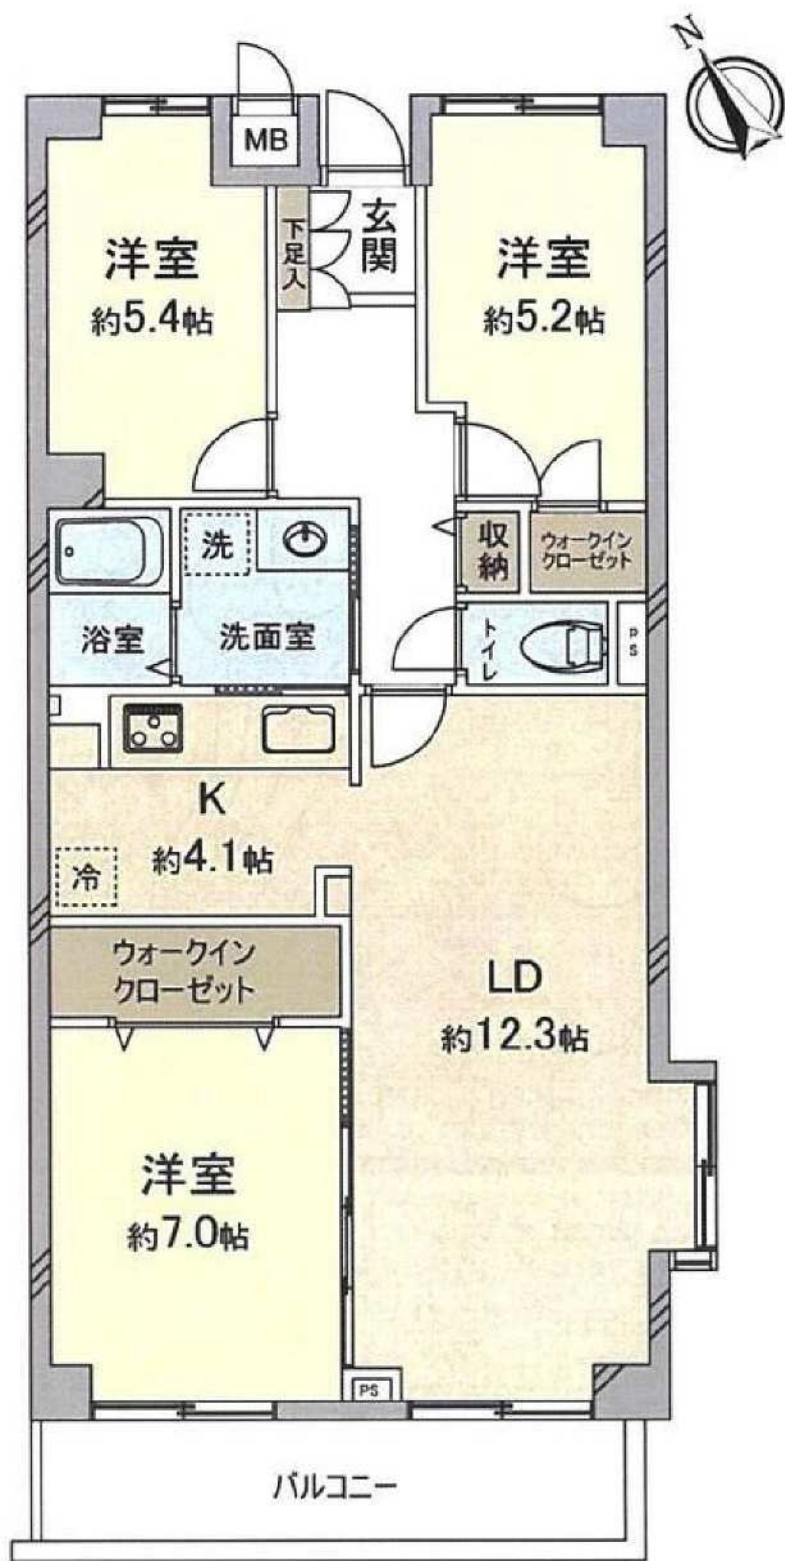 N
MB
洋室
約5.4帖
下足入
玄関
洋室
約5.2帖
洗
洗面室
浴室
収納
ウォークイン
クローゼット
トイレ
PS
K
約4.1帖
冷
ウォークイン
クローゼット
LD
約12.3帖
洋室
約7.0帖
PS
バルコニー